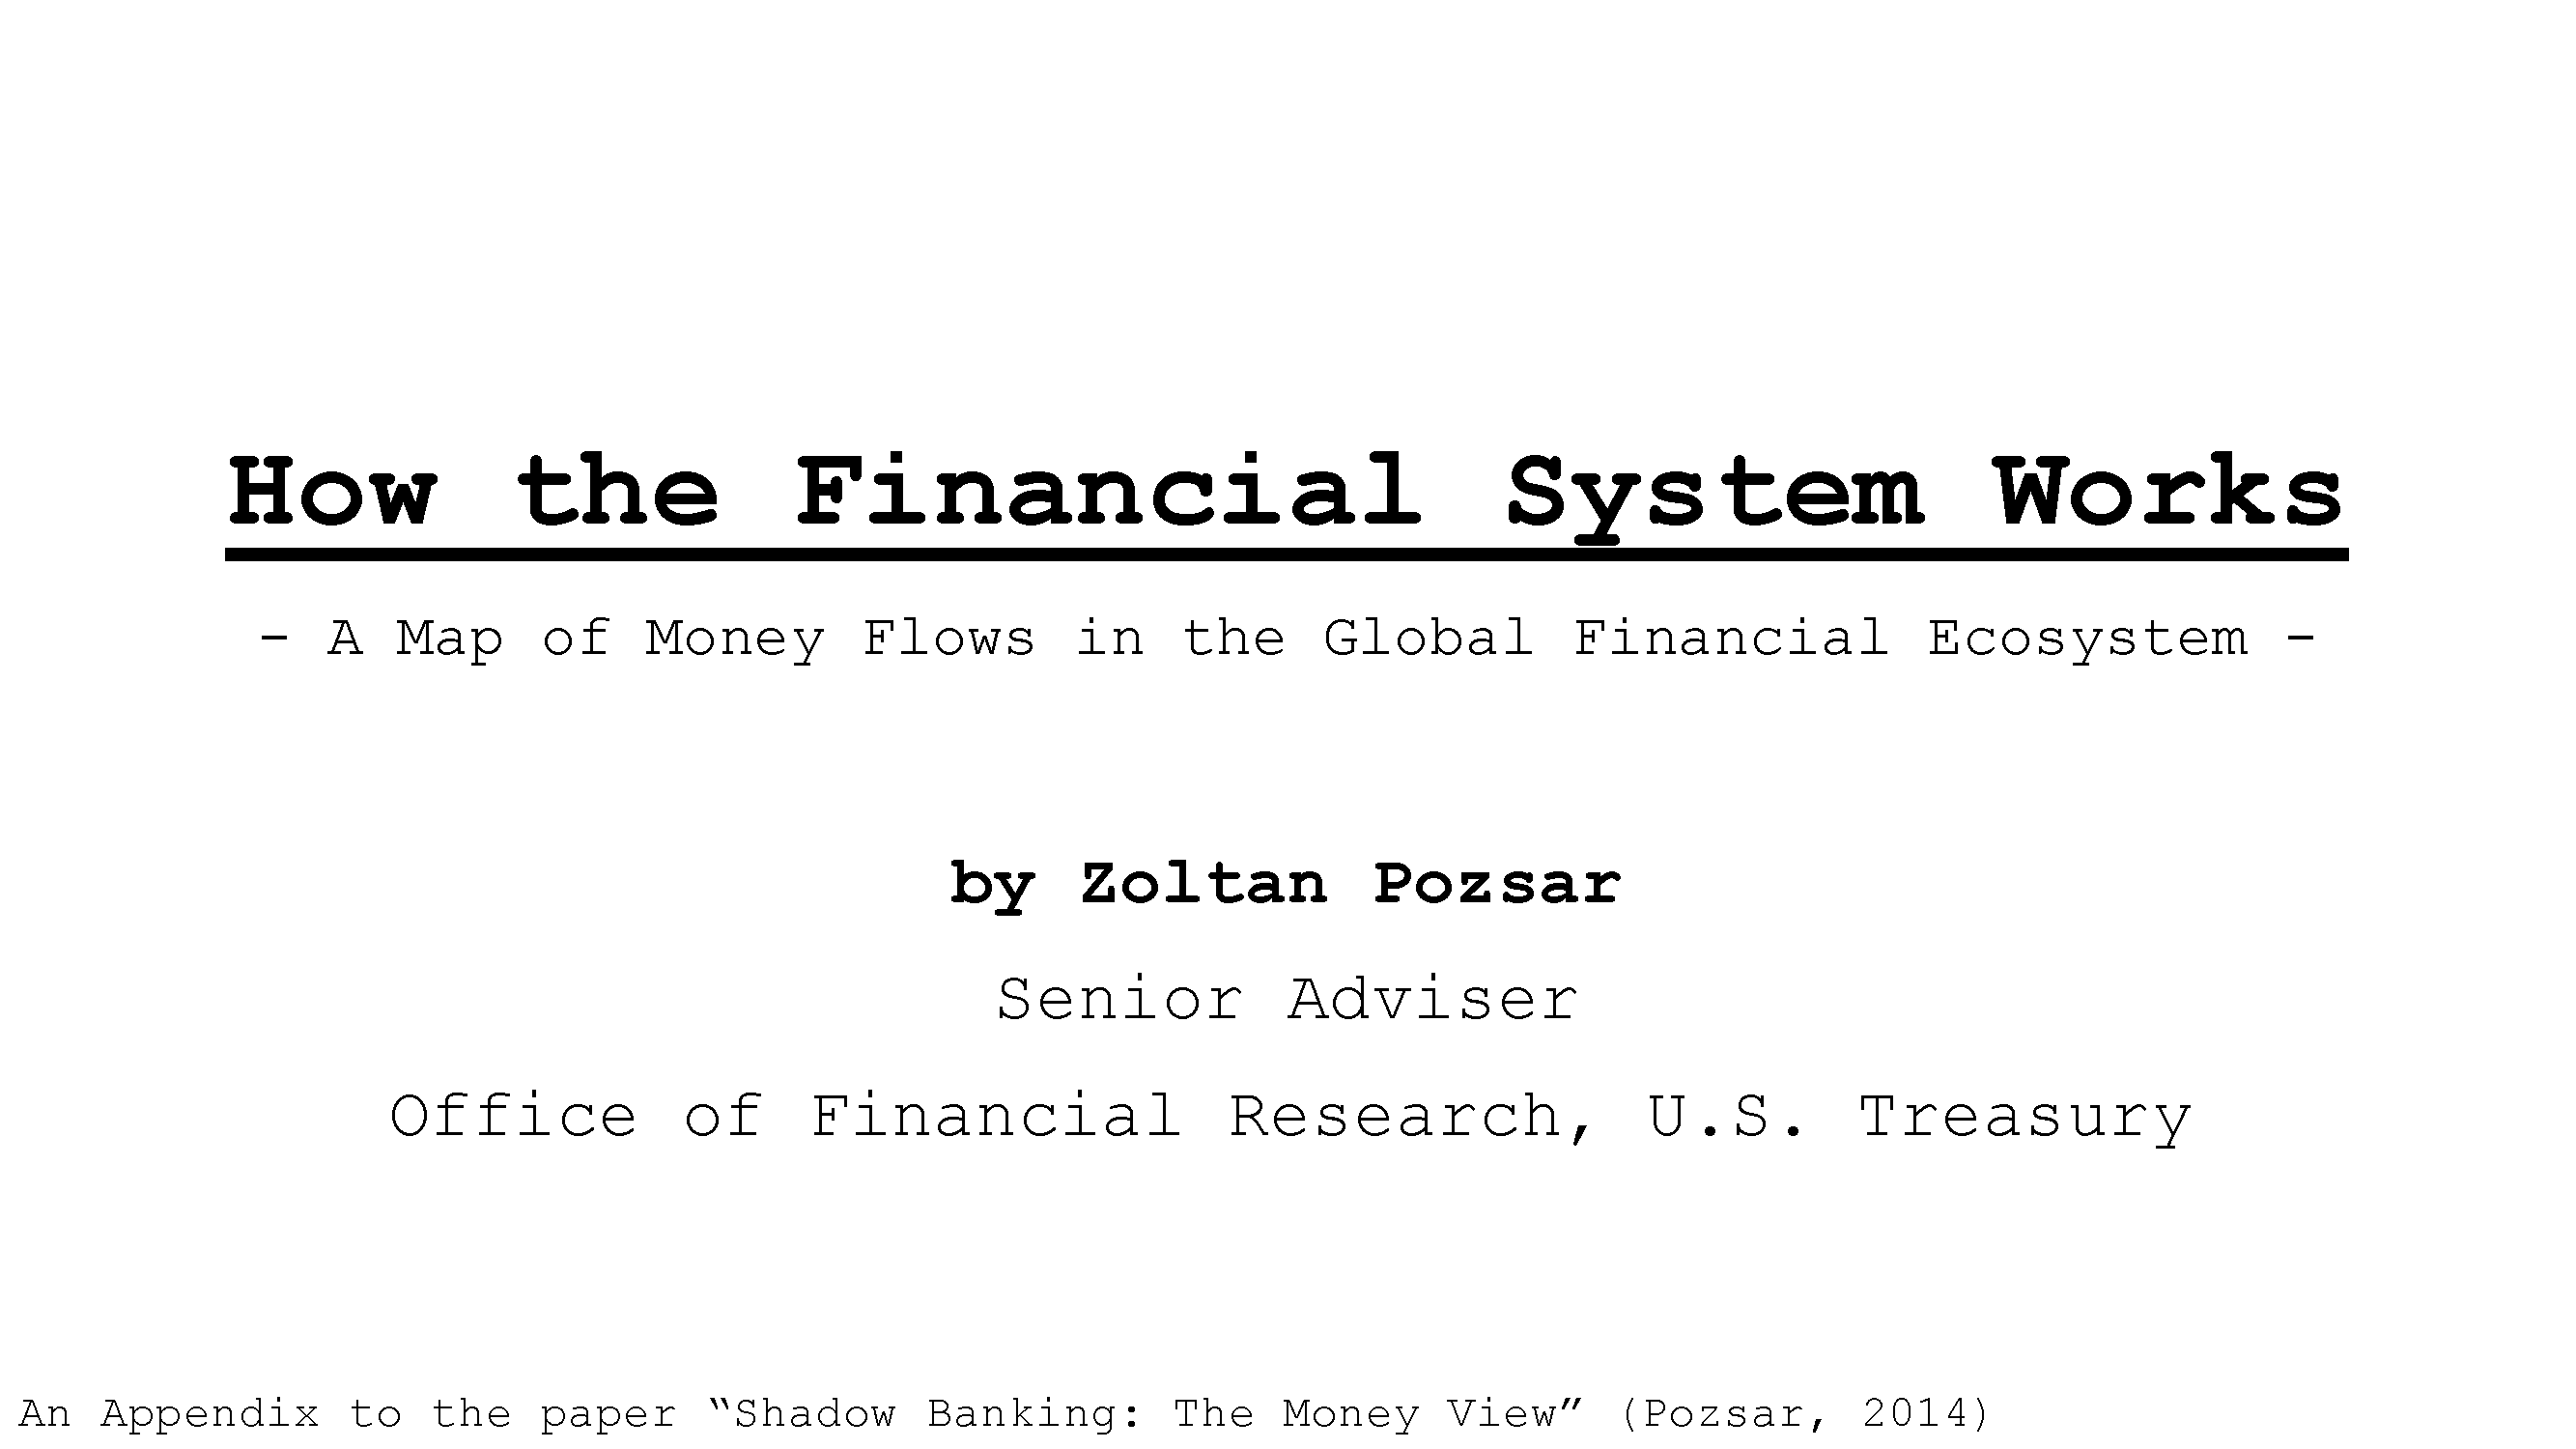 How the Financial System Works
- A Map of Money Flows in the Global Financial Ecosystem -
by Zoltan Pozsar
Senior Adviser
Office of Financial Research, U.S. Treasury
An Appendix to the paper “Shadow Banking: The Money View” (Pozsar, 2014)